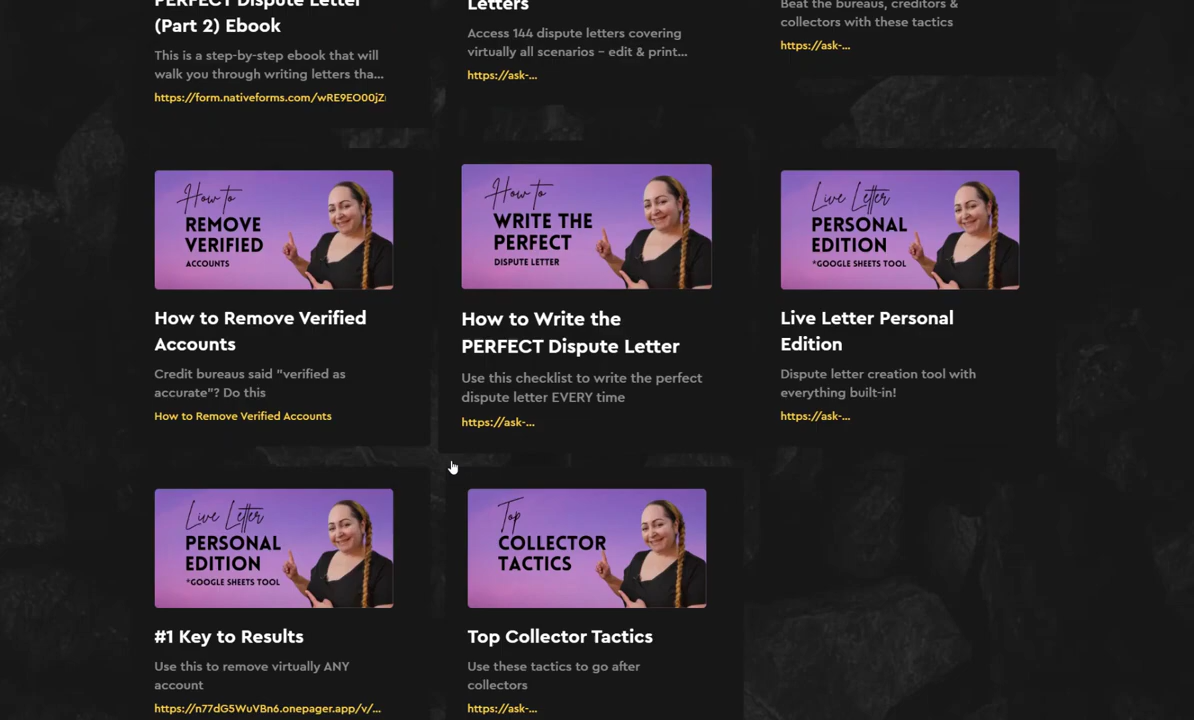 PERFECT Dispute Letter
(Part 2) Ebook
This is a step-by-step ebook that will
walk you through writing letters tha...
https://form.nativeforms.com/wRE9EO00jZ
Letters
Access 144 dispute letters covering
virtually all scenarios – edit & print...
https://ask-...
Beat the bureaus, creditors &
collectors with these tactics
https://ask-...
How to
REMOVE
VERIFIED
ACCOUNTS
How to Remove Verified
Accounts
Credit bureaus said "verified as
accurate"? Do this
How to Remove Verified Accounts
How to
WRITE THE
PERFECT
DISPUTE LETTER
How to Write the
PERFECT Dispute Letter
Use this checklist to write the perfect
dispute letter EVERY time
https://ask-...
Live Letter
PERSONAL
EDITION
*GOOGLE SHEETS TOOL
Live Letter Personal
Edition
Dispute letter creation tool with
everything built-in!
https://ask-...
Live Letter
PERSONAL
EDITION
*GOOGLE SHEETS TOOL
#1 Key to Results
Use this to remove virtually ANY
account
https://n77dG5WuVBn6.onepager.app/v/...
Top
COLLECTOR
TACTICS
Top Collector Tactics
Use these tactics to go after
collectors
https://ask-...